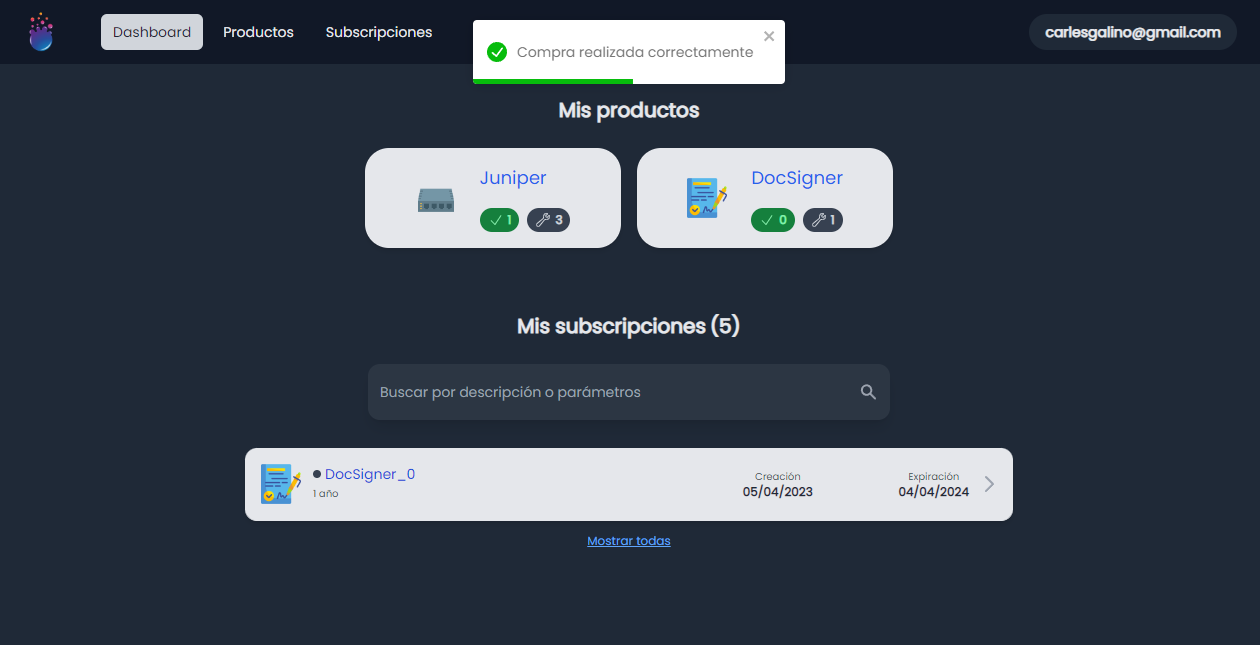 Dashboard Productos Subscripciones
Compra realizada correctamente
carlesgalino@gmail.com
Mis productos
Juniper
1 3
DocSigner
0 1
Mis subscripciones (5)
Buscar por descripción o parámetros
DocSigner_0
1 año
Creación
05/04/2023
Expiración
04/04/2024
Mostrar todas